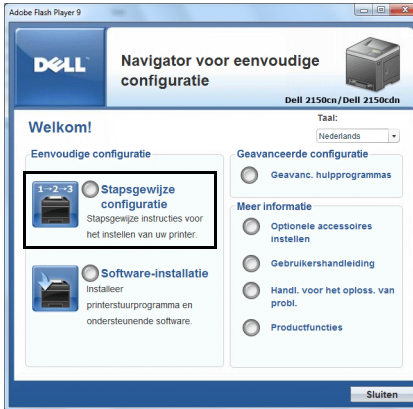 Adobe Flash Player 9
DELL
Navigator voor eenvoudige
configuratie
Dell 2150cn/Dell 2150cdn
Welkom!
Taal:
Nederlands
Eenvoudige configuratie
1→2→3
Stapsgewijze
configuratie
Stapsgewijze instructies voor
het instellen van uw printer.
Software-installatie
Installeer
printerstuurprogramma en
ondersteunende software.
Geavanceerde configuratie
Geavanc. hulpprogrammas
Meer informatie
Optionele accessoires
instellen
Gebruikershandleiding
Handl. voor het oploss. van
probl.
Productfuncties
Sluiten